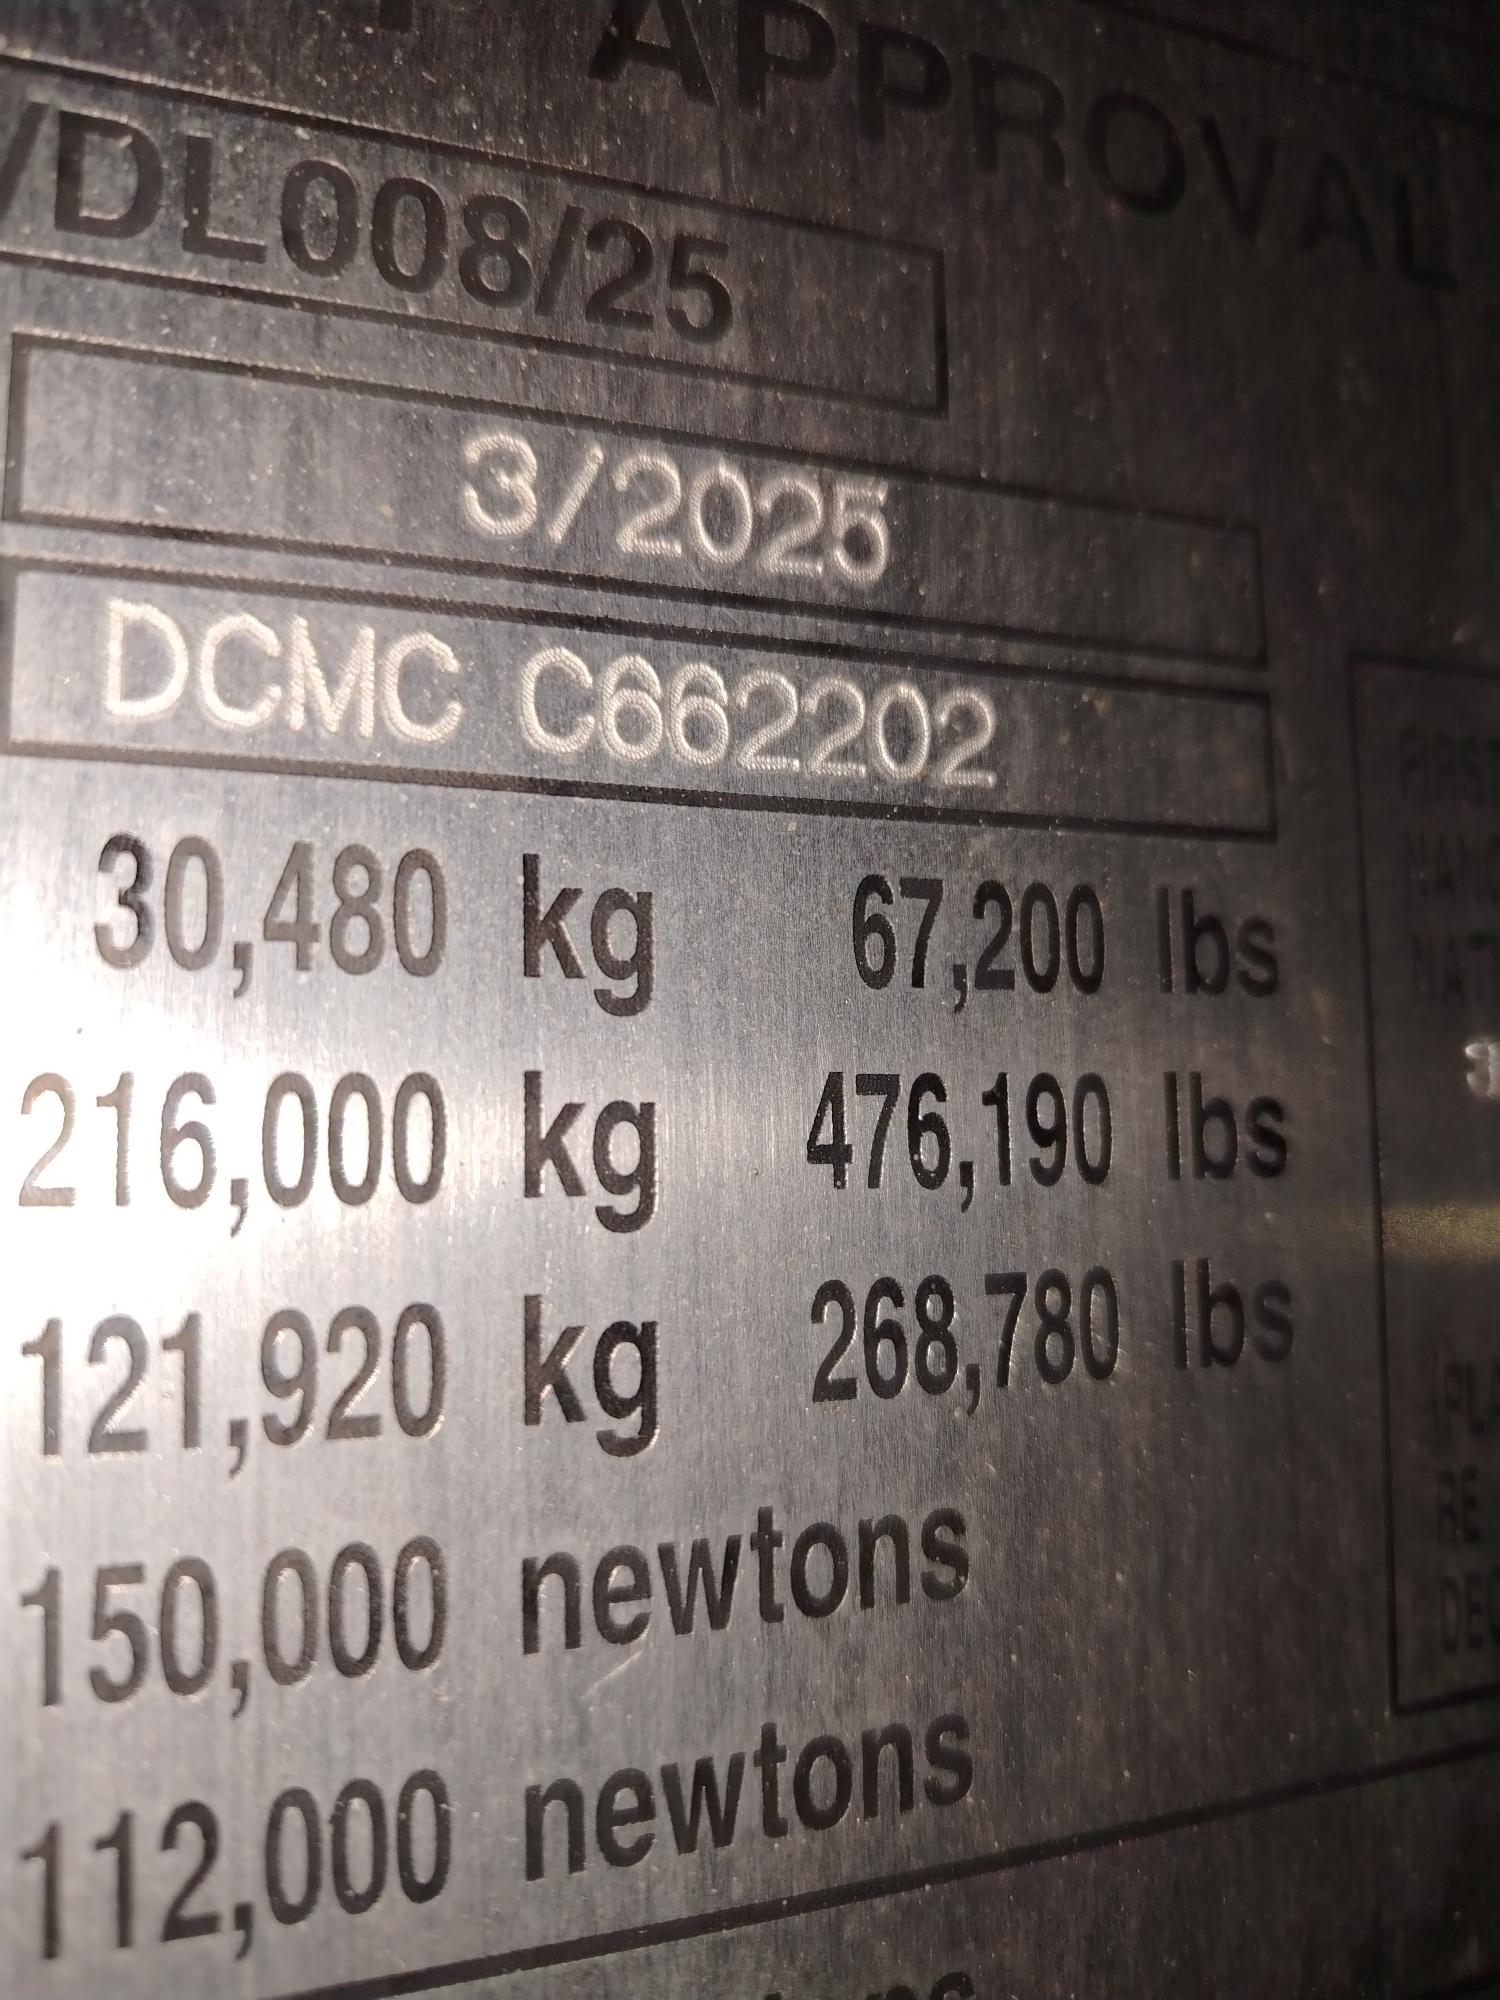 APPROVAL
/DL008/25
3/2025
DCMC C662202
30,480 kg 67,200 lbs
216,000 kg 476,190 lbs
121,920 kg 268,780 lbs
150,000 newtons
112,000 newtons